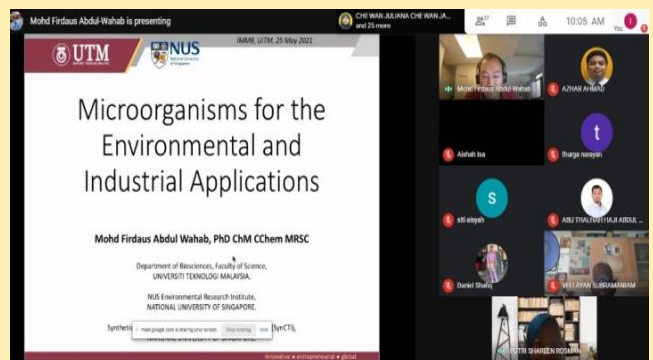 Mohd Firdaus Abdul-Wahab is presenting
CHE WAN JULIANA CHE WAN JA...
and 25 more
10:05 AM
You
UTM
NUS
National University
of Singapore
IMMB, UiTM, 25 May 2021
Microorganisms for the
Environmental and
Industrial Applications
Mohd Firdaus Abdul Wahab, PhD ChM CChem MRSC
Department of Biosciences, Faculty of Science,
UNIVERSITI TEKNOLOGI MALAYSIA.
NUS Environmental Research Institute,
NATIONAL UNIVERSITY OF SINGAPORE.
meet.google.com is sharing your screen.
Stop sharing
Hide
(SynCTI),
innovative ● entrepreneurial ● global
Mohd Firdaus Abdul-Wahab
AZHAR AHMAD
Aishah Isa
t
tharga narayan
S
siti aisyah
ABU THALHAH HAJI ABDUL ...
Daniel Shafiq
VELLAYAN SUBRAMANIAM
PUTRI SHAREEN ROSMAN